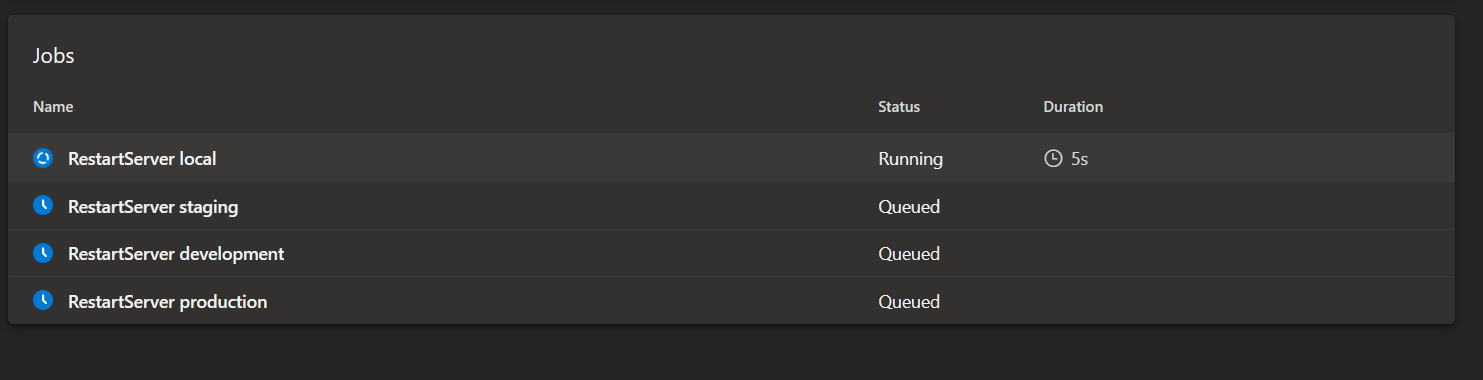 Jobs
Name Status Duration
RestartServer local Running 5s
RestartServer staging Queued
RestartServer development Queued
RestartServer production Queued